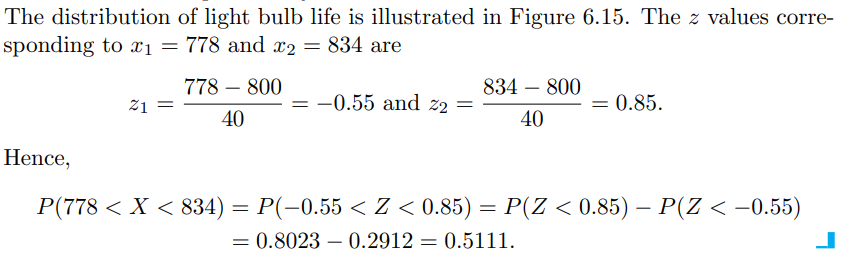 The distribution of light bulb life is illustrated in Figure 6.15. The z values corre-
sponding to x₁ = 778 and x₂ = 834 are
z₁ = (778 − 800)/40 = −0.55 and z₂ = (834 − 800)/40 = 0.85.
Hence,
P(778 < X < 834) = P(−0.55 < Z < 0.85) = P(Z < 0.85) − P(Z < −0.55)
= 0.8023 − 0.2912 = 0.5111.